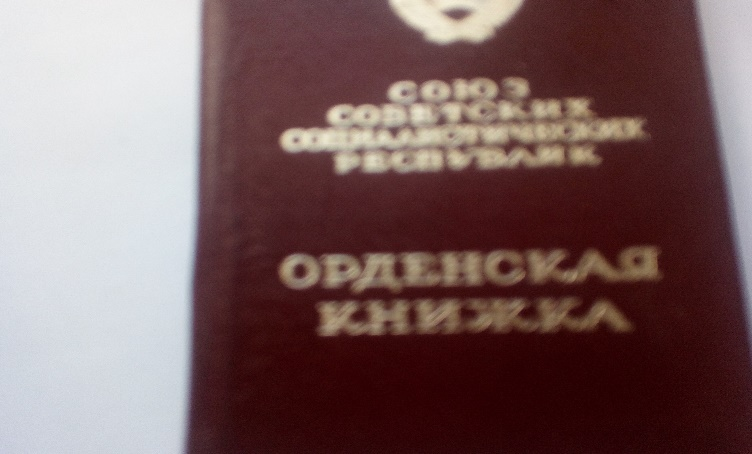 СОЮЗ
СОВЕТСКИХ
СОЦИАЛИСТИЧЕСКИХ
РЕСПУБЛИК
ОРДЕНСКАЯ
КНИЖКА